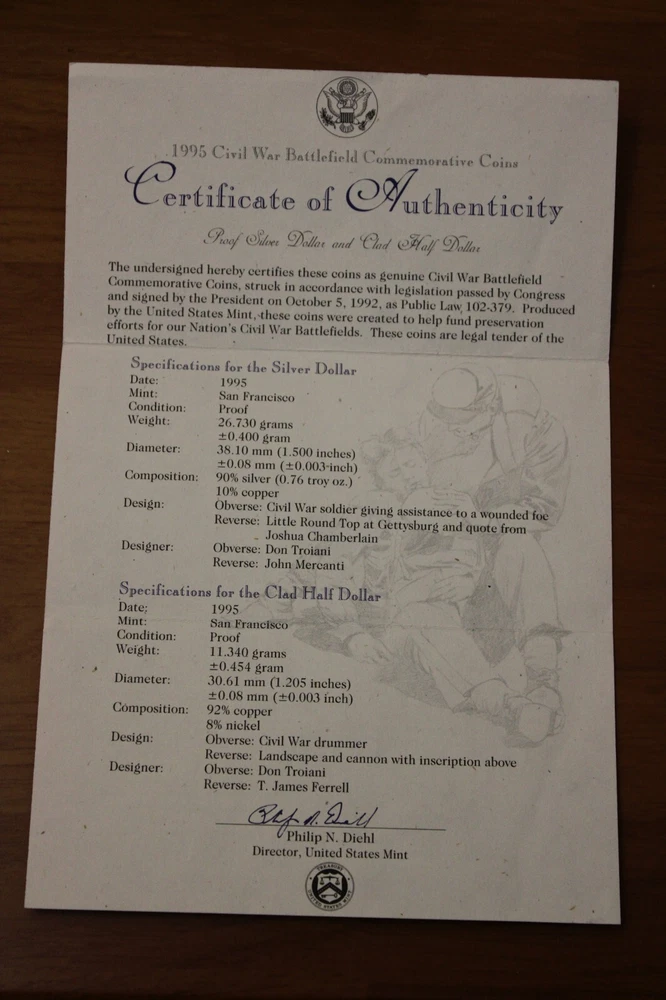 1995 Civil War Battlefield Commemorative Coins
Certificate of Authenticity
Proof Silver Dollar and Clad Half Dollar
The undersigned hereby certifies these coins as genuine Civil War Battlefield
Commemorative Coins, struck in accordance with legislation passed by Congress
and signed by the President on October 5, 1992, as Public Law 102-379. Produced
by the United States Mint, these coins were created to help fund preservation
efforts for our Nation's Civil War Battlefields. These coins are legal tender of the
United States.
Specifications for the Silver Dollar
Date: 1995
Mint: San Francisco
Condition: Proof
Weight: 26.730 grams
±0.400 gram
Diameter: 38.10 mm (1.500 inches)
±0.08 mm (±0.003-inch)
Composition: 90% silver (0.76 troy oz.)
10% copper
Design: Obverse: Civil War soldier giving assistance to a wounded foe
Reverse: Little Round Top at Gettysburg and quote from
Joshua Chamberlain
Designer: Obverse: Don Troiani
Reverse: John Mercanti
Specifications for the Clad Half Dollar
Date: 1995
Mint: San Francisco
Condition: Proof
Weight: 11.340 grams
±0.454 gram
Diameter: 30.61 mm (1.205 inches)
±0.08 mm (±0.003 inch)
Composition: 92% copper
8% nickel
Design: Obverse: Civil War drummer
Reverse: Landscape and cannon with inscription above
Designer: Obverse: Don Troiani
Reverse: T. James Ferrell
Philip N. Diehl
Philip N. Diehl
Director, United States Mint